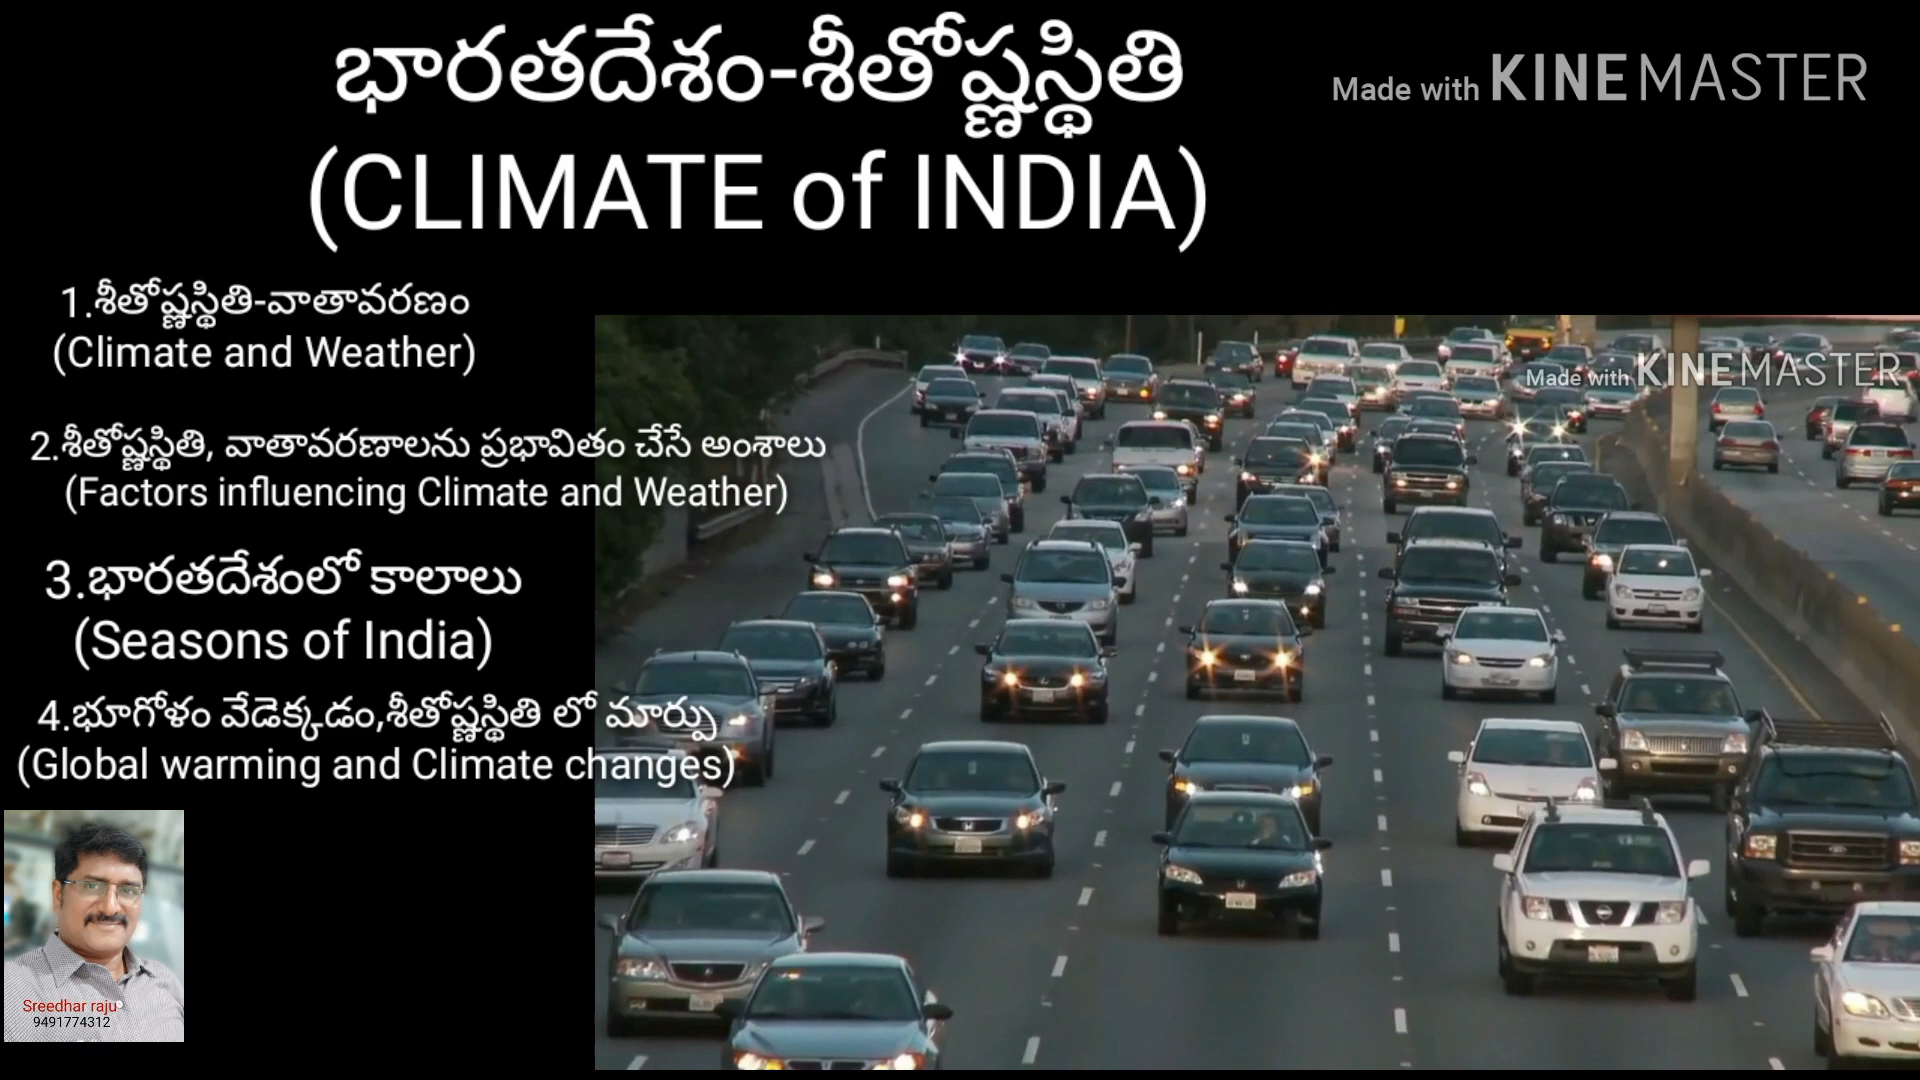 భారతదేశం-శీతోష్ణస్థితి
Made with KINEMASTER
(CLIMATE of INDIA)
1.శీతోష్ణస్థితి-వాతావరణం
(Climate and Weather)
Made with KINEMASTER
2.శీతోష్ణస్థితి, వాతావరణాలను ప్రభావితం చేసే అంశాలు
(Factors influencing Climate and Weather)
3.భారతదేశంలో కాలాలు
(Seasons of India)
4.భూగోళం వేడెక్కడం,శీతోష్ణస్థితి లో మార్పు
(Global warming and Climate changes)
Sreedhar raju
9491774312